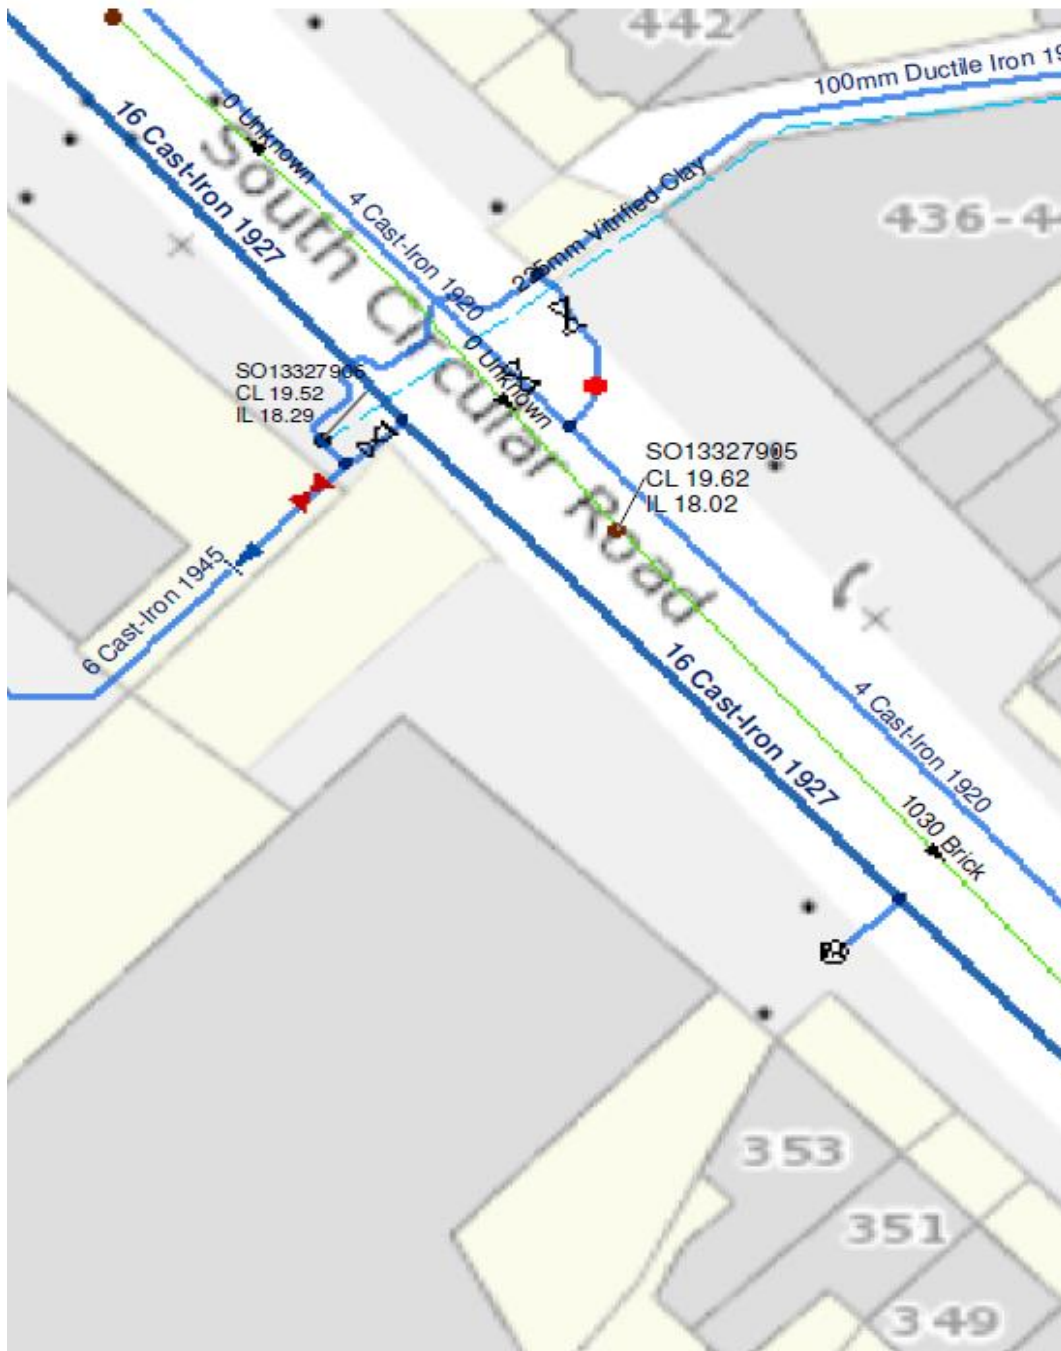 442
100mm Ductile Iron 19
0 Unknown
16 Cast-Iron 1927
South Circular Road
4 Cast-Iron 1920
225mm Vitrified Clay
436-4
0 Unknown
SO13327906
CL 19.52
IL 18.29
SO13327905
CL 19.62
IL 18.02
6 Cast-Iron 1945
16 Cast-Iron 1927
4 Cast-Iron 1920
1030 Brick
353
351
349